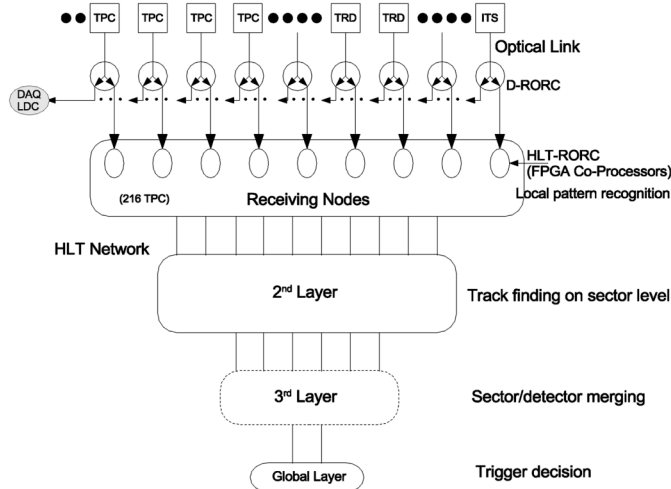 TPC TPC TPC TPC TRD TRD ITS
Optical Link
D-RORC
DAQ
LDC
HLT-RORC
(FPGA Co-Processors)
Local pattern recognition
(216 TPC) Receiving Nodes
HLT Network
2nd Layer
Track finding on sector level
3rd Layer
Sector/detector merging
Global Layer
Trigger decision